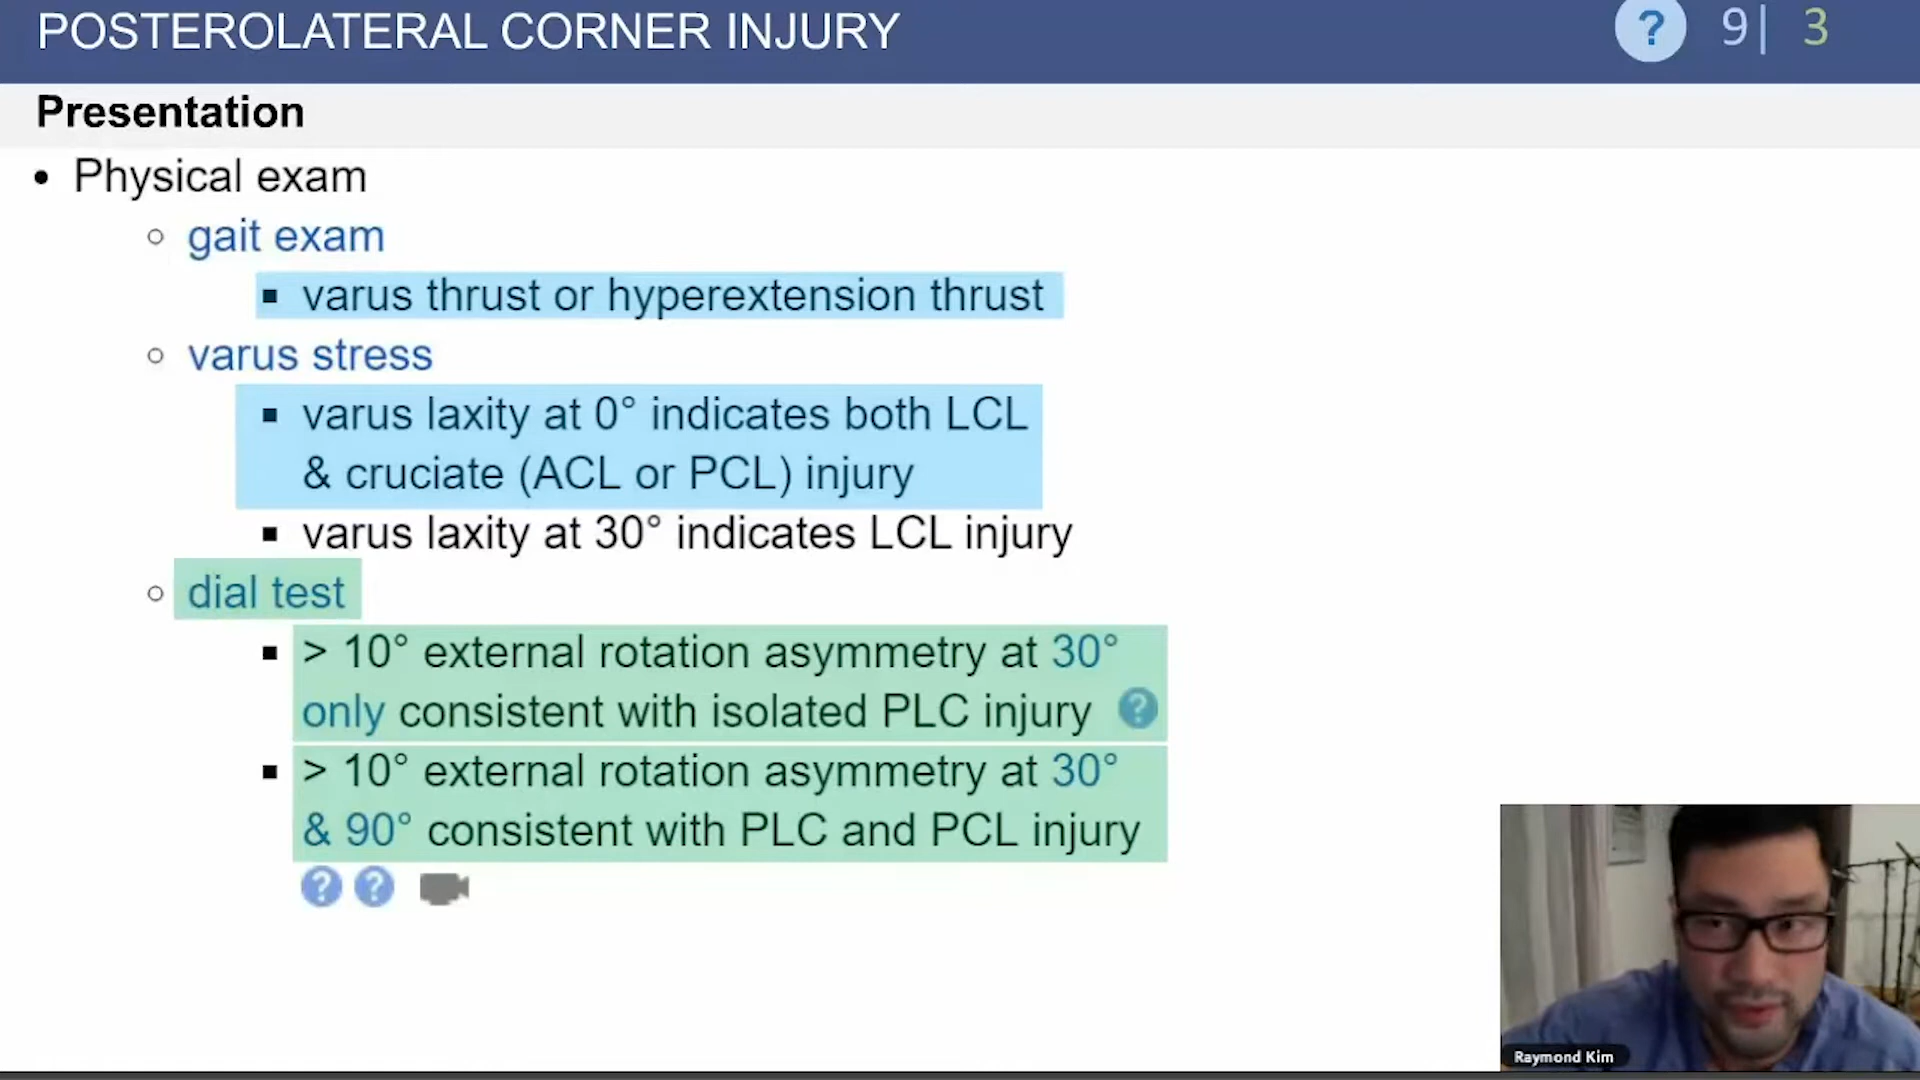 POSTEROLATERAL CORNER INJURY
? 9| 3
Presentation
• Physical exam
○ gait exam
▪ varus thrust or hyperextension thrust
○ varus stress
▪ varus laxity at 0° indicates both LCL
& cruciate (ACL or PCL) injury
▪ varus laxity at 30° indicates LCL injury
○ dial test
▪ > 10° external rotation asymmetry at 30°
only consistent with isolated PLC injury ?
▪ > 10° external rotation asymmetry at 30°
& 90° consistent with PLC and PCL injury
? ?
Raymond Kim